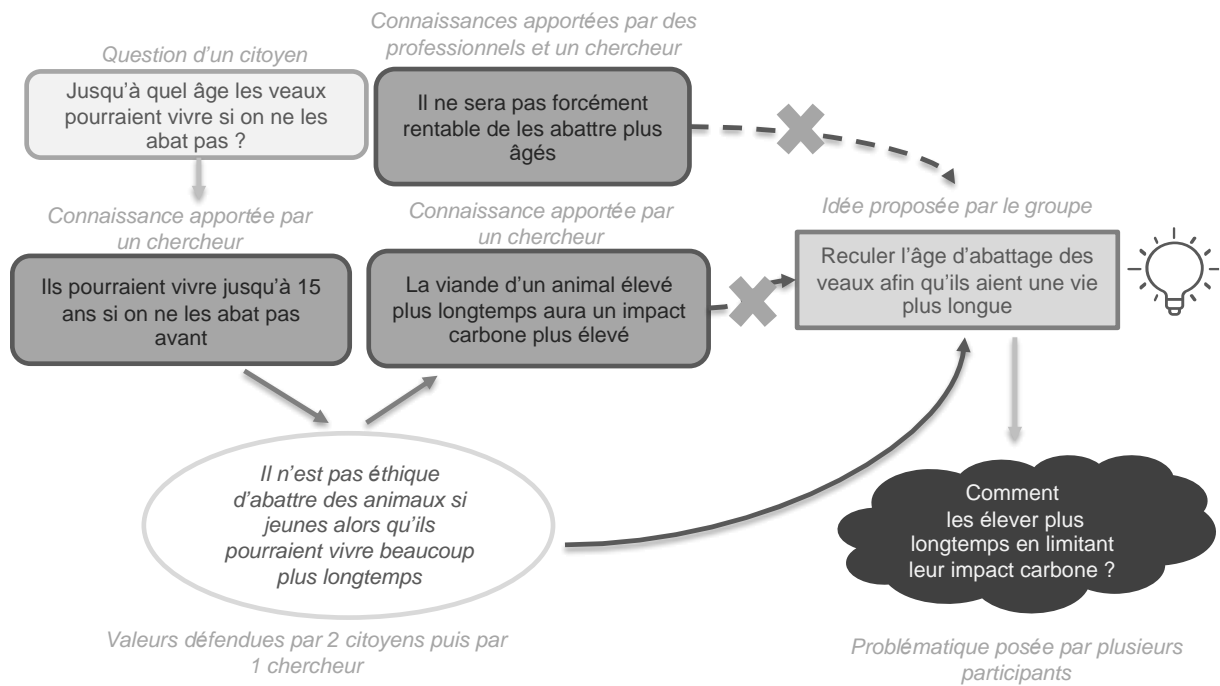 Question d'un citoyen
Jusqu'à quel âge les veaux
pourraient vivre si on ne les
abat pas ?
Connaissances apportées par des
professionnels et un chercheur
Il ne sera pas forcément
rentable de les abattre plus
âgés
Connaissance apportée par
un chercheur
Ils pourraient vivre jusqu'à 15
ans si on ne les abat pas
avant
Connaissance apportée par
un chercheur
La viande d'un animal élevé
plus longtemps aura un impact
carbone plus élevé
Idée proposée par le groupe
Reculer l'âge d'abattage des
veaux afin qu'ils aient une vie
plus longue
Il n'est pas éthique
d'abattre des animaux si
jeunes alors qu'ils
pourraient vivre beaucoup
plus longtemps
Valeurs défendues par 2 citoyens puis par
1 chercheur
Comment
les élever plus
longtemps en limitant
leur impact carbone ?
Problématique posée par plusieurs
participants